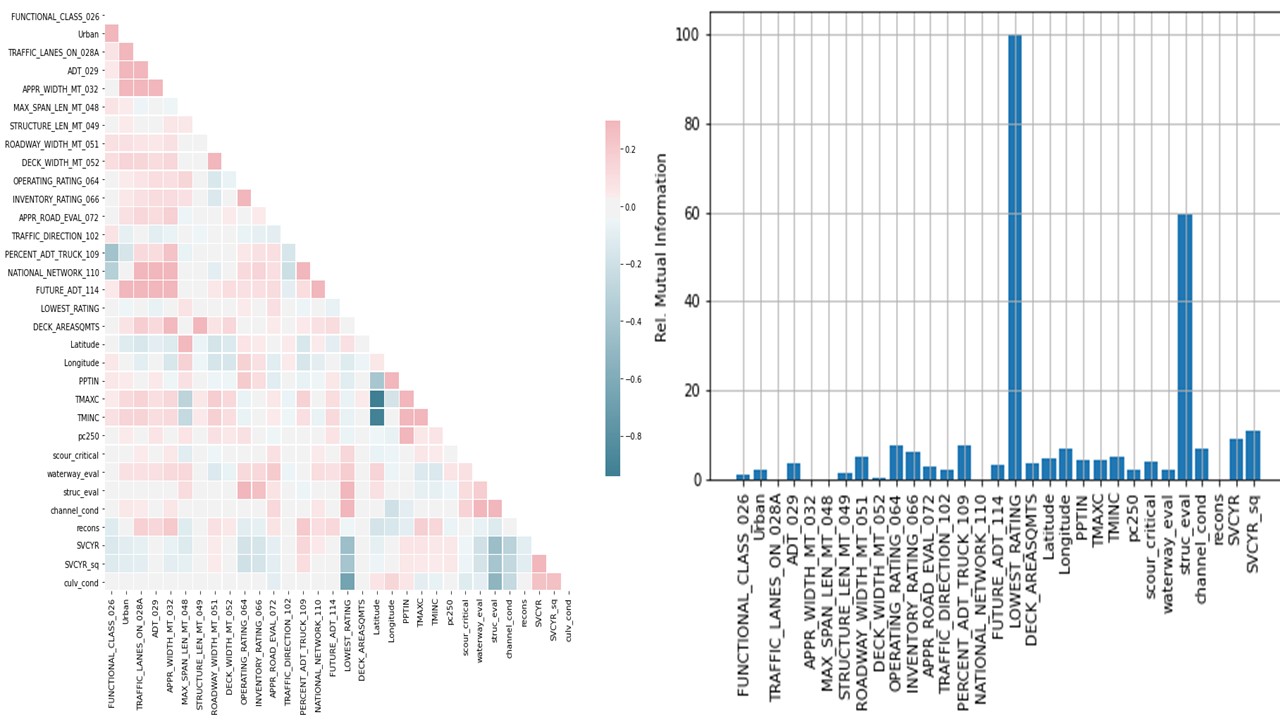 FUNCTIONAL_CLASS_026
Urban
TRAFFIC_LANES_ON_028A
ADT_029
APPR_WIDTH_MT_032
MAX_SPAN_LEN_MT_048
STRUCTURE_LEN_MT_049
ROADWAY_WIDTH_MT_051
DECK_WIDTH_MT_052
OPERATING_RATING_064
INVENTORY_RATING_066
APPR_ROAD_EVAL_072
TRAFFIC_DIRECTION_102
PERCENT_ADT_TRUCK_109
NATIONAL_NETWORK_110
FUTURE_ADT_114
LOWEST_RATING
DECK_AREASQMTS
Latitude
Longitude
PPTIN
TMAXC
TMINC
pc250
scour_critical
waterway_eval
struc_eval
channel_cond
recons
SVCYR
SVCYR_sq
culv_cond
FUNCTIONAL_CLASS_026
Urban
TRAFFIC_LANES_ON_028A
ADT_029
APPR_WIDTH_MT_032
MAX_SPAN_LEN_MT_048
STRUCTURE_LEN_MT_049
ROADWAY_WIDTH_MT_051
DECK_WIDTH_MT_052
OPERATING_RATING_064
INVENTORY_RATING_066
APPR_ROAD_EVAL_072
TRAFFIC_DIRECTION_102
PERCENT_ADT_TRUCK_109
NATIONAL_NETWORK_110
FUTURE_ADT_114
LOWEST_RATING
DECK_AREASQMTS
Latitude
Longitude
PPTIN
TMAXC
TMINC
pc250
scour_critical
waterway_eval
struc_eval
channel_cond
recons
SVCYR
SVCYR_sq
culv_cond
0.2
0.0
−0.2
−0.4
−0.6
−0.8
Rel. Mutual Information
100
80
60
40
20
0
FUNCTIONAL_CLASS_026
Urban
TRAFFIC_LANES_ON_028A
ADT_029
APPR_WIDTH_MT_032
MAX_SPAN_LEN_MT_048
STRUCTURE_LEN_MT_049
ROADWAY_WIDTH_MT_051
DECK_WIDTH_MT_052
OPERATING_RATING_064
INVENTORY_RATING_066
APPR_ROAD_EVAL_072
TRAFFIC_DIRECTION_102
PERCENT_ADT_TRUCK_109
NATIONAL_NETWORK_110
FUTURE_ADT_114
LOWEST_RATING
DECK_AREASQMTS
Latitude
Longitude
PPTIN
TMAXC
TMINC
pc250
scour_critical
waterway_eval
struc_eval
channel_cond
recons
SVCYR
SVCYR_sq